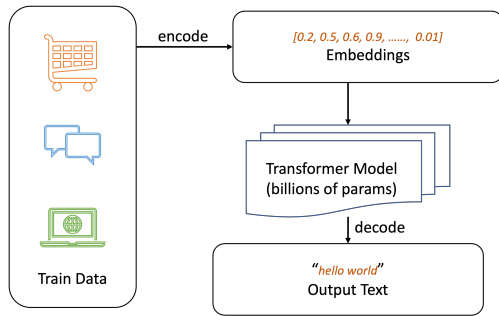 encode
[0.2, 0.5, 0.6, 0.9, ……, 0.01]
Embeddings
Transformer Model
(billions of params)
decode
“hello world”
Output Text
Train Data